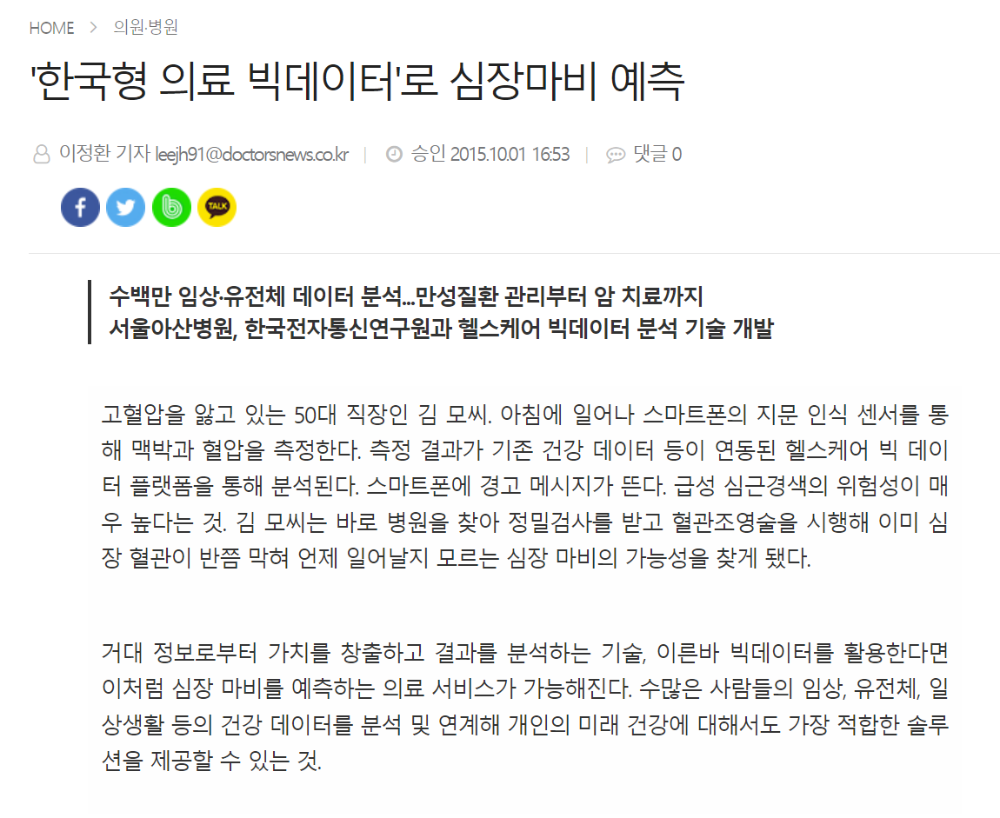 HOME > 의원·병원
'한국형 의료 빅데이터'로 심장마비 예측
이정환 기자 leejh91@doctorsnews.co.kr | 승인 2015.10.01 16:53 | 댓글 0
TALK
수백만 임상·유전체 데이터 분석...만성질환 관리부터 암 치료까지
서울아산병원, 한국전자통신연구원과 헬스케어 빅데이터 분석 기술 개발
고혈압을 앓고 있는 50대 직장인 김 모씨. 아침에 일어나 스마트폰의 지문 인식 센서를 통
해 맥박과 혈압을 측정한다. 측정 결과가 기존 건강 데이터 등이 연동된 헬스케어 빅 데이
터 플랫폼을 통해 분석된다. 스마트폰에 경고 메시지가 뜬다. 급성 심근경색의 위험성이 매
우 높다는 것. 김 모씨는 바로 병원을 찾아 정밀검사를 받고 혈관조영술을 시행해 이미 심
장 혈관이 반쯤 막혀 언제 일어날지 모르는 심장 마비의 가능성을 찾게 됐다.
거대 정보로부터 가치를 창출하고 결과를 분석하는 기술, 이른바 빅데이터를 활용한다면
이처럼 심장 마비를 예측하는 의료 서비스가 가능해진다. 수많은 사람들의 임상, 유전체, 일
상생활 등의 건강 데이터를 분석 및 연계해 개인의 미래 건강에 대해서도 가장 적합한 솔루
션을 제공할 수 있는 것.